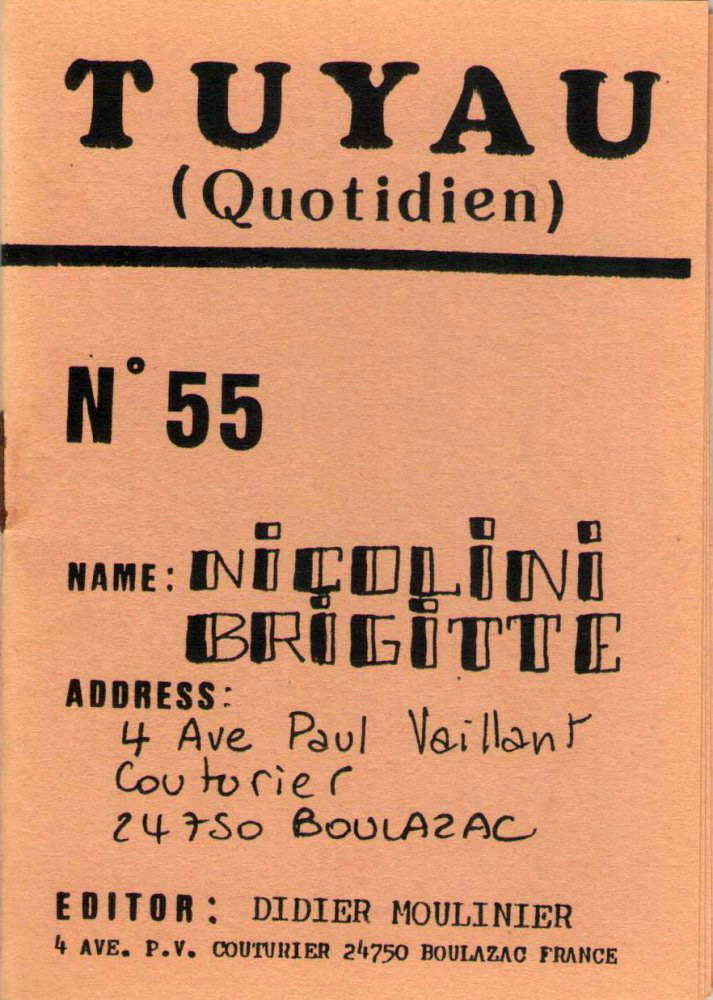 TUYAU
(Quotidien)
N° 55
NAME: NICOLINI
BRIGITTE
ADDRESS:
4 Ave Paul Vaillant
Couturier
24750 BOULAZAC
EDITOR: DIDIER MOULINIER
4 AVE. P.V. COUTURIER 24750 BOULAZAC FRANCE